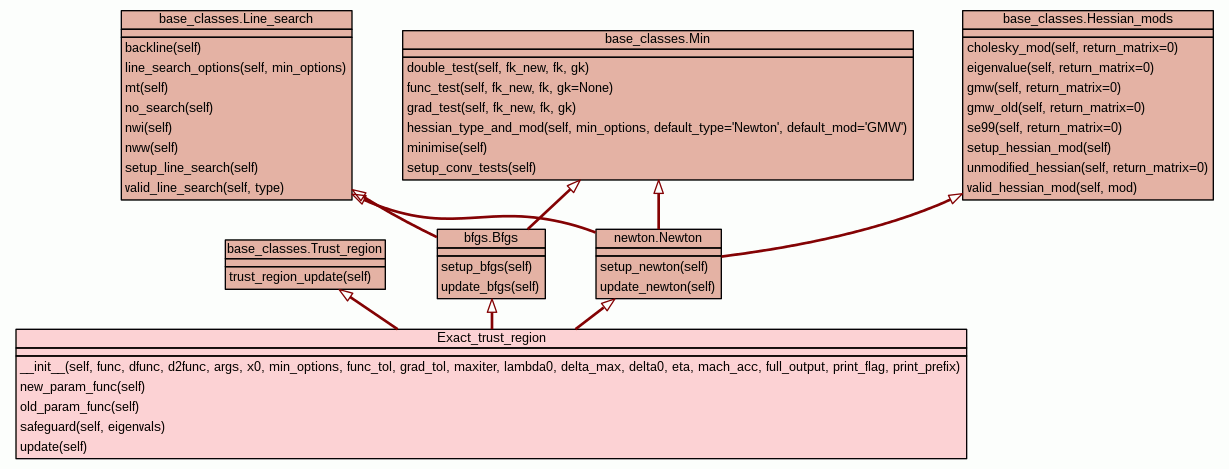 base_classes.Line_search
backline(self)
line_search_options(self, min_options)
mt(self)
no_search(self)
nwi(self)
nww(self)
setup_line_search(self)
valid_line_search(self, type)
base_classes.Min
double_test(self, fk_new, fk, gk)
func_test(self, fk_new, fk, gk=None)
grad_test(self, fk_new, fk, gk)
hessian_type_and_mod(self, min_options, default_type='Newton', default_mod='GMW')
minimise(self)
setup_conv_tests(self)
base_classes.Hessian_mods
cholesky_mod(self, return_matrix=0)
eigenvalue(self, return_matrix=0)
gmw(self, return_matrix=0)
gmw_old(self, return_matrix=0)
se99(self, return_matrix=0)
setup_hessian_mod(self)
unmodified_hessian(self, return_matrix=0)
valid_hessian_mod(self, mod)
base_classes.Trust_region
trust_region_update(self)
bfgs.Bfgs
setup_bfgs(self)
update_bfgs(self)
newton.Newton
setup_newton(self)
update_newton(self)
Exact_trust_region
__init__(self, func, dfunc, d2func, args, x0, min_options, func_tol, grad_tol, maxiter, lambda0, delta_max, delta0, eta, mach_acc, full_output, print_flag, print_prefix)
new_param_func(self)
old_param_func(self)
safeguard(self, eigenvals)
update(self)